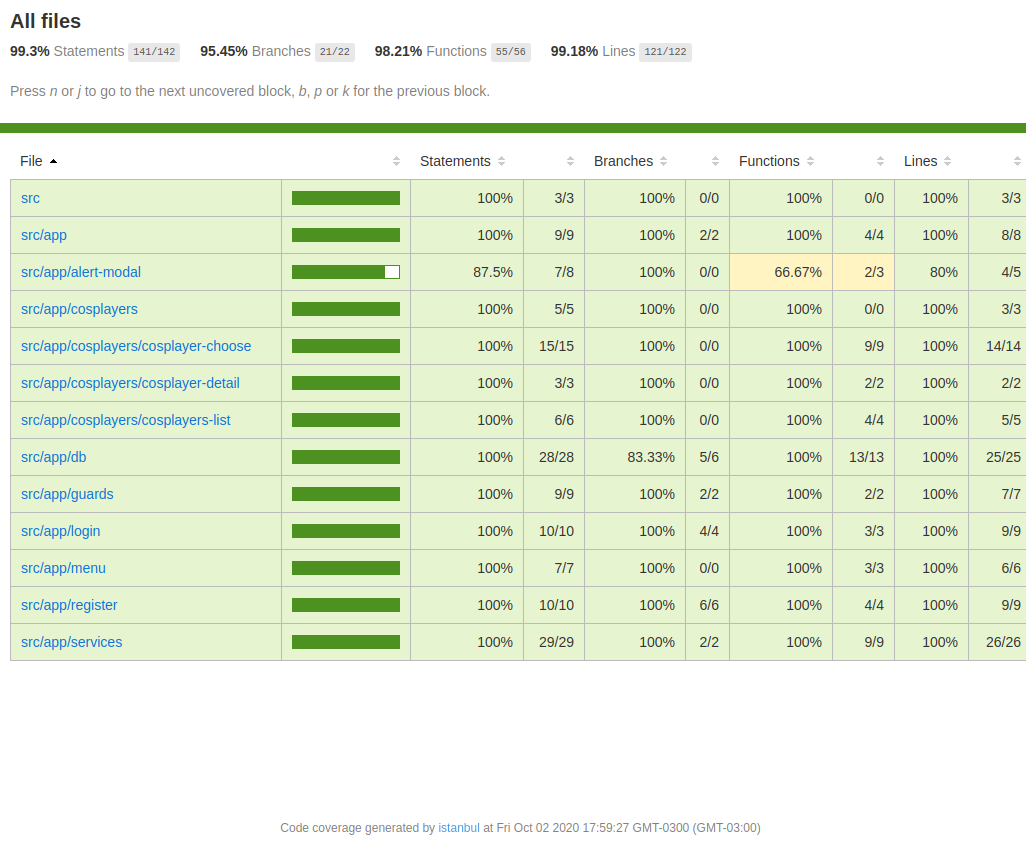 All files
99.3% Statements 141/142 95.45% Branches 21/22 98.21% Functions 55/56 99.18% Lines 121/122
Press n or j to go to the next uncovered block, b, p or k for the previous block.
File Statements Branches Functions Lines
src 100% 3/3 100% 0/0 100% 0/0 100% 3/3
src/app 100% 9/9 100% 2/2 100% 4/4 100% 8/8
src/app/alert-modal 87.5% 7/8 100% 0/0 66.67% 2/3 80% 4/5
src/app/cosplayers 100% 5/5 100% 0/0 100% 0/0 100% 3/3
src/app/cosplayers/cosplayer-choose 100% 15/15 100% 0/0 100% 9/9 100% 14/14
src/app/cosplayers/cosplayer-detail 100% 3/3 100% 0/0 100% 2/2 100% 2/2
src/app/cosplayers/cosplayers-list 100% 6/6 100% 0/0 100% 4/4 100% 5/5
src/app/db 100% 28/28 83.33% 5/6 100% 13/13 100% 25/25
src/app/guards 100% 9/9 100% 2/2 100% 2/2 100% 7/7
src/app/login 100% 10/10 100% 4/4 100% 3/3 100% 9/9
src/app/menu 100% 7/7 100% 0/0 100% 3/3 100% 6/6
src/app/register 100% 10/10 100% 6/6 100% 4/4 100% 9/9
src/app/services 100% 29/29 100% 2/2 100% 9/9 100% 26/26
Code coverage generated by istanbul at Fri Oct 02 2020 17:59:27 GMT-0300 (GMT-03:00)